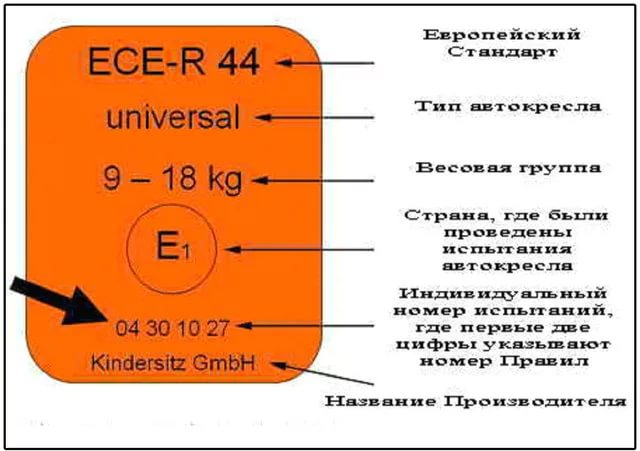 ECE-R 44
Европейский
Стандарт
universal
Тип автокресла
9 – 18 kg
Весовая группа
E1
Страна, где были
проведены
испытания
автокресла
04 30 10 27
Индивидуальный
номер испытаний,
где первые две
цифры указывают
номер Правил
Kindersitz GmbH
Название Производителя